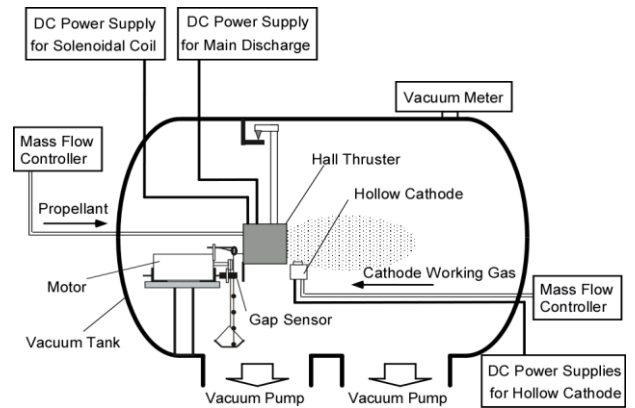 DC Power Supply
for Solenoidal Coil
DC Power Supply
for Main Discharge
Vacuum Meter
Mass Flow
Controller
Hall Thruster
Hollow Cathode
Propellant
Motor
Cathode Working Gas
Mass Flow
Controller
Gap Sensor
Vacuum Tank
DC Power Supplies
for Hollow Cathode
Vacuum Pump
Vacuum Pump